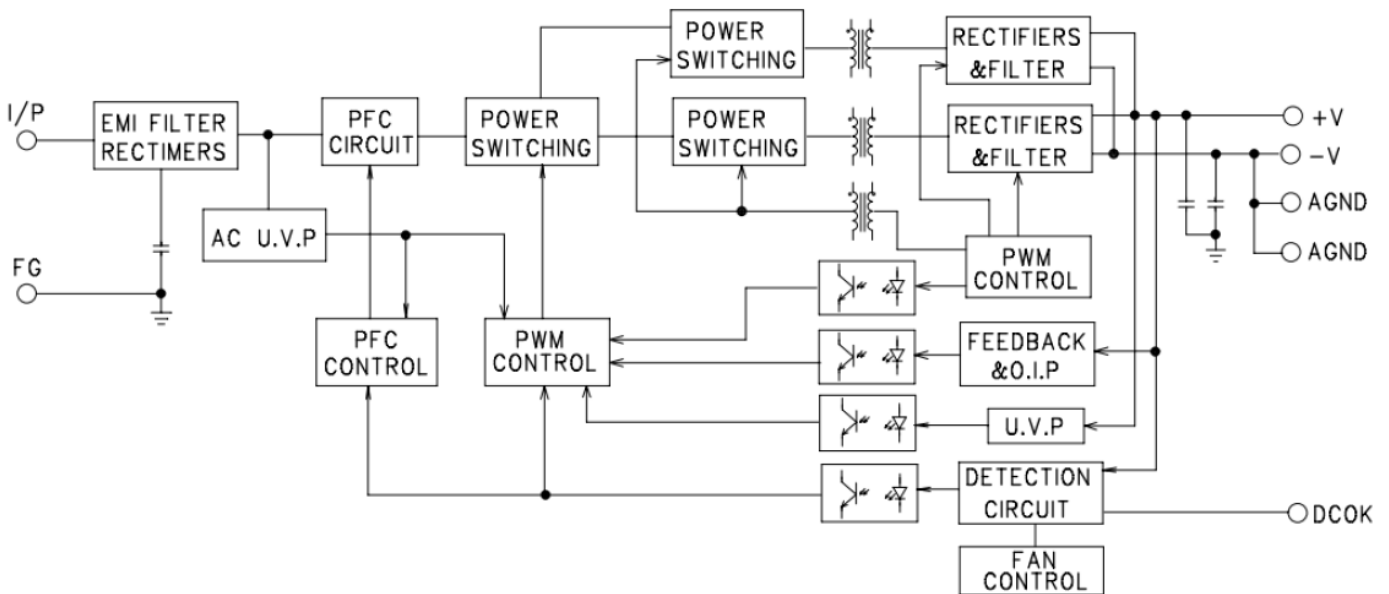 POWER
SWITCHING
RECTIFIERS
&FILTER
I/P
EMI FILTER
RECTIMERS
PFC
CIRCUIT
POWER
SWITCHING
POWER
SWITCHING
RECTIFIERS
&FILTER
+V
-V
AGND
AGND
AC U.V.P
FG
PWM
CONTROL
PFC
CONTROL
PWM
CONTROL
FEEDBACK
&O.I.P
U.V.P
DETECTION
CIRCUIT
DCOK
FAN
CONTROL